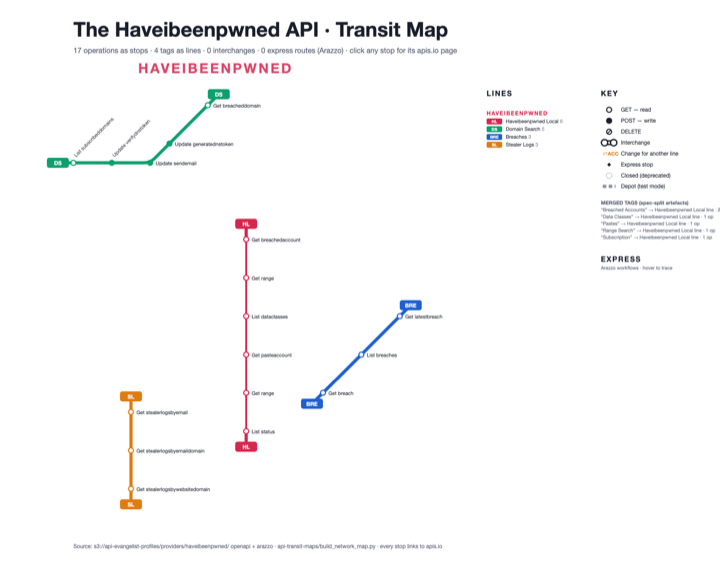 The Haveibeenpwned API · Transit Map
17 operations as stops · 4 tags as lines · 0 interchanges · 0 express routes (Arazzo) · click any stop for its apis.io page
HAVEIBEENPWNED
DS
Get breacheddomain
List subscribeddomains
Update verifydnstoken
Update generatednstoken
DS
Update sendemail
HL
Get breachedaccount
Get range
List dataclasses
Get pasteaccount
Get range
List status
HL
BRE
Get latestbreach
List breaches
Get breach
BRE
SL
Get stealerlogsbyemail
Get stealerlogsbyemaildomain
Get stealerlogsbywebsitedomain
SL
LINES
HAVEIBEENPWNED
HL Haveibeenpwned Local 6
DS Domain Search 5
BRE Breaches 3
SL Stealer Logs 3
KEY
GET — read
POST — write
DELETE
Interchange
Change for another line
Express stop
Closed (deprecated)
Depot (test mode)
MERGED TAGS (spec-split artefacts)
"Breached Accounts" → Haveibeenpwned Local line · 2
"Data Classes" → Haveibeenpwned Local line · 1 op
"Pastes" → Haveibeenpwned Local line · 1 op
"Range Search" → Haveibeenpwned Local line · 1 op
"Subscription" → Haveibeenpwned Local line · 1 op
EXPRESS
Arazzo workflows · hover to trace
Source: s3://api-evangelist-profiles/providers/haveibeenpwned/ openapi + arazzo · api-transit-maps/build_network_map.py · every stop links to apis.io